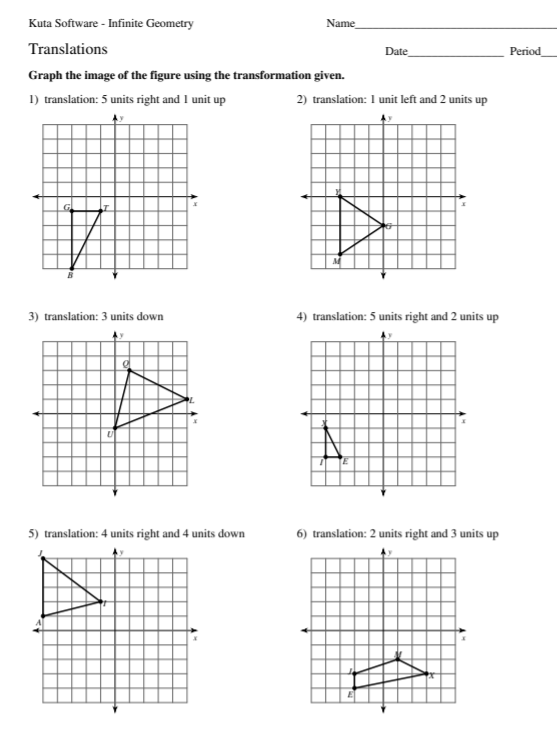 Kuta Software - Infinite Geometry Name
Translations Date Period
Graph the image of the figure using the transformation given.
1) translation: 5 units right and 1 unit up
2) translation: 1 unit left and 2 units up
y
x
G
T
B
y
x
Y
G
M
3) translation: 3 units down
4) translation: 5 units right and 2 units up
y
x
Q
L
U
y
x
X
I
E
5) translation: 4 units right and 4 units down
6) translation: 2 units right and 3 units up
y
x
J
I
A
y
x
M
X
E